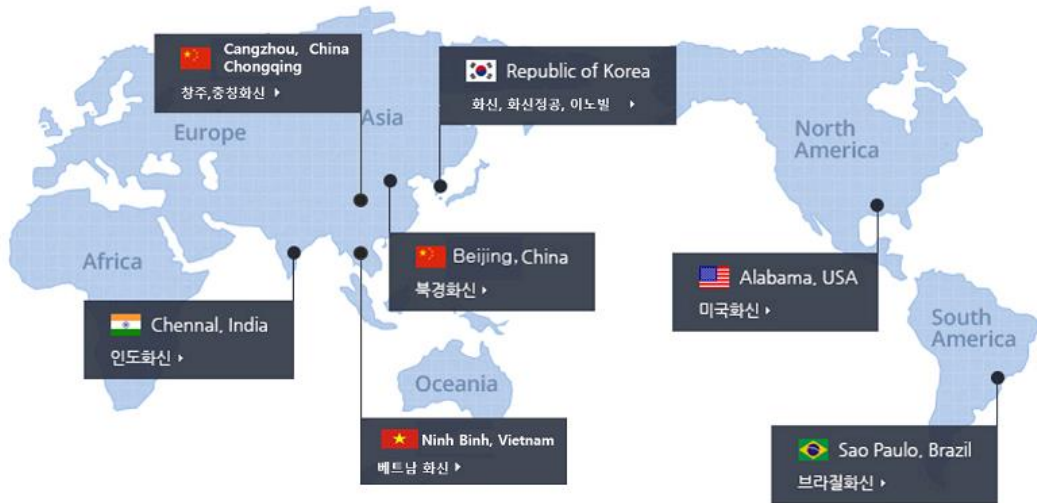 Cangzhou, China
Chongqing
창주,중칭화신 ▸
Republic of Korea
화신, 화신정공, 이노빌 ▸
Europe
Asia
North
America
Africa
Beijing, China
북경화신 ▸
Alabama, USA
미국화신 ▸
Chennal, India
인도화신 ▸
South
America
Oceania
Ninh Binh, Vietnam
베트남 화신 ▸
Sao Paulo, Brazil
브라질화신 ▸